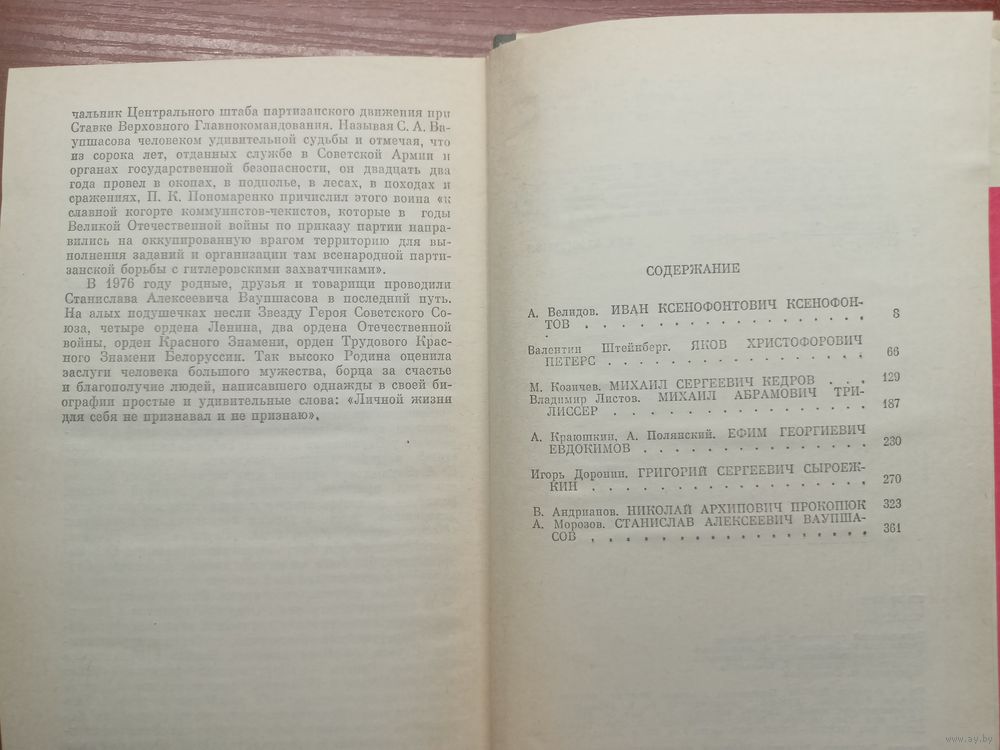 чальник Центрального штаба партизанского движения при
Ставке Верховного Главнокомандования. Называя С. А. Ва-
упшасова человеком удивительной судьбы и отмечая, что
из сорока лет, отданных службе в Советской Армии и
органах государственной безопасности, он двадцать два
года провел в окопах, в подполье, в лесах, в походах и
сражениях, П. К. Пономаренко причислил этого воина «к
славной когорте коммунистов-чекистов, которые в годы
Великой Отечественной войны по приказу партии напра-
вились на оккупированную врагом территорию для вы-
полнения заданий и организации там всенародной парти-
занской борьбы с гитлеровскими захватчиками».
В 1976 году родные, друзья и товарищи проводили
Станислава Алексеевича Ваупшасова в последний путь.
На алых подушечках несли Звезду Героя Советского Со-
юза, четыре ордена Ленина, два ордена Отечественной
войны, орден Красного Знамени, орден Трудового Крас-
ного Знамени Белоруссии. Так высоко Родина оценила
заслуги человека большого мужества, борца за счастье
и благополучие людей, написавшего однажды в своей би-
ографии простые и удивительные слова: «Личной жизни
для себя не признавал и не признаю».
СОДЕРЖАНИЕ
А. Велидов. ИВАН КСЕНОФОНТОВИЧ КСЕНОФОН-
ТОВ . . . . . . . . . . . . . . . 8
Валентин Штейнберг. ЯКОВ ХРИСТОФОРОВИЧ
ПЕТЕРС . . . . . . . . . . . . . . 66
М. Козичев. МИХАИЛ СЕРГЕЕВИЧ КЕДРОВ . . . 129
Владимир Листов. МИХАИЛ АБРАМОВИЧ ТРИ-
ЛИССЕР . . . . . . . . . . . . . . 187
А. Краюшкин, А. Полянский. ЕФИМ ГЕОРГИЕВИЧ
ЕВДОКИМОВ . . . . . . . . . . . . 230
Игорь Доронин. ГРИГОРИЙ СЕРГЕЕВИЧ СЫРОЕЖ-
КИН . . . . . . . . . . . . . . . 270
В. Андрианов. НИКОЛАЙ АРХИПОВИЧ ПРОКОПЮК 323
А. Морозов. СТАНИСЛАВ АЛЕКСЕЕВИЧ ВАУПША-
СОВ . . . . . . . . . . . . . . . 361
www.ay.by